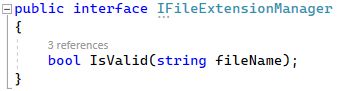 public interface IFileExtensionManager
{
3 references
bool IsValid(string fileName);
}